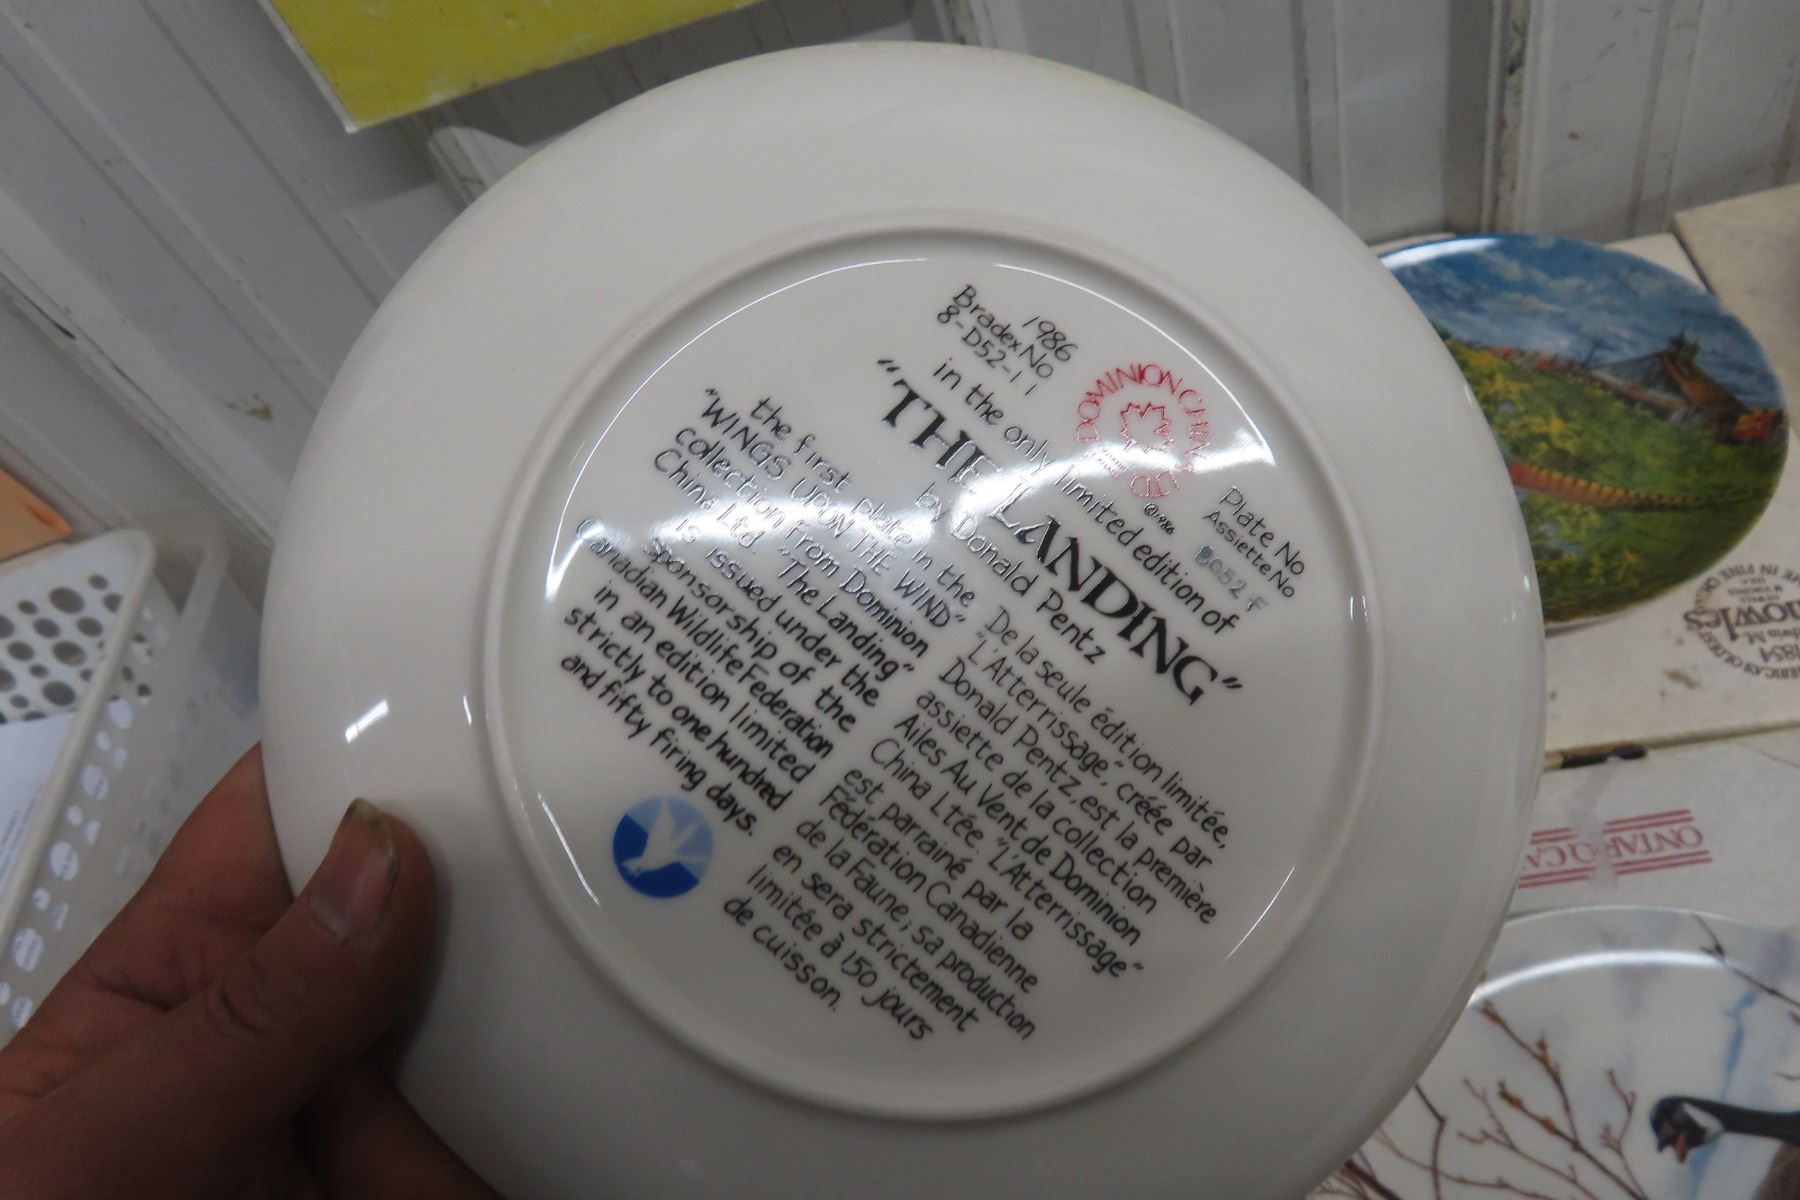 1986
Bradex No
8-D52-1.1
DOMINION CHINA LTD
©1986
Plate No
Assiette No
8052 F
in the only limited edition of
"THE LANDING"
by Donald Pentz
the first plate in the
"WINGS UPON THE WIND"
collection from Dominion
China Ltd. "The Landing"
is issued under the
sponsorship of the
Canadian Wildlife Federation
in an edition limited
strictly to one hundred
and fifty firing days.
De la seule édition limitée,
"L'Atterrissage," créée par
Donald Pentz, est la première
assiette de la collection
Ailes Au Vent de Dominion
China Ltée. "L'Atterrissage"
est parrainé par la
Fédération Canadienne
de la Faune, sa production
en sera strictement
limitée à 150 jours
de cuisson.
1854
ONTA